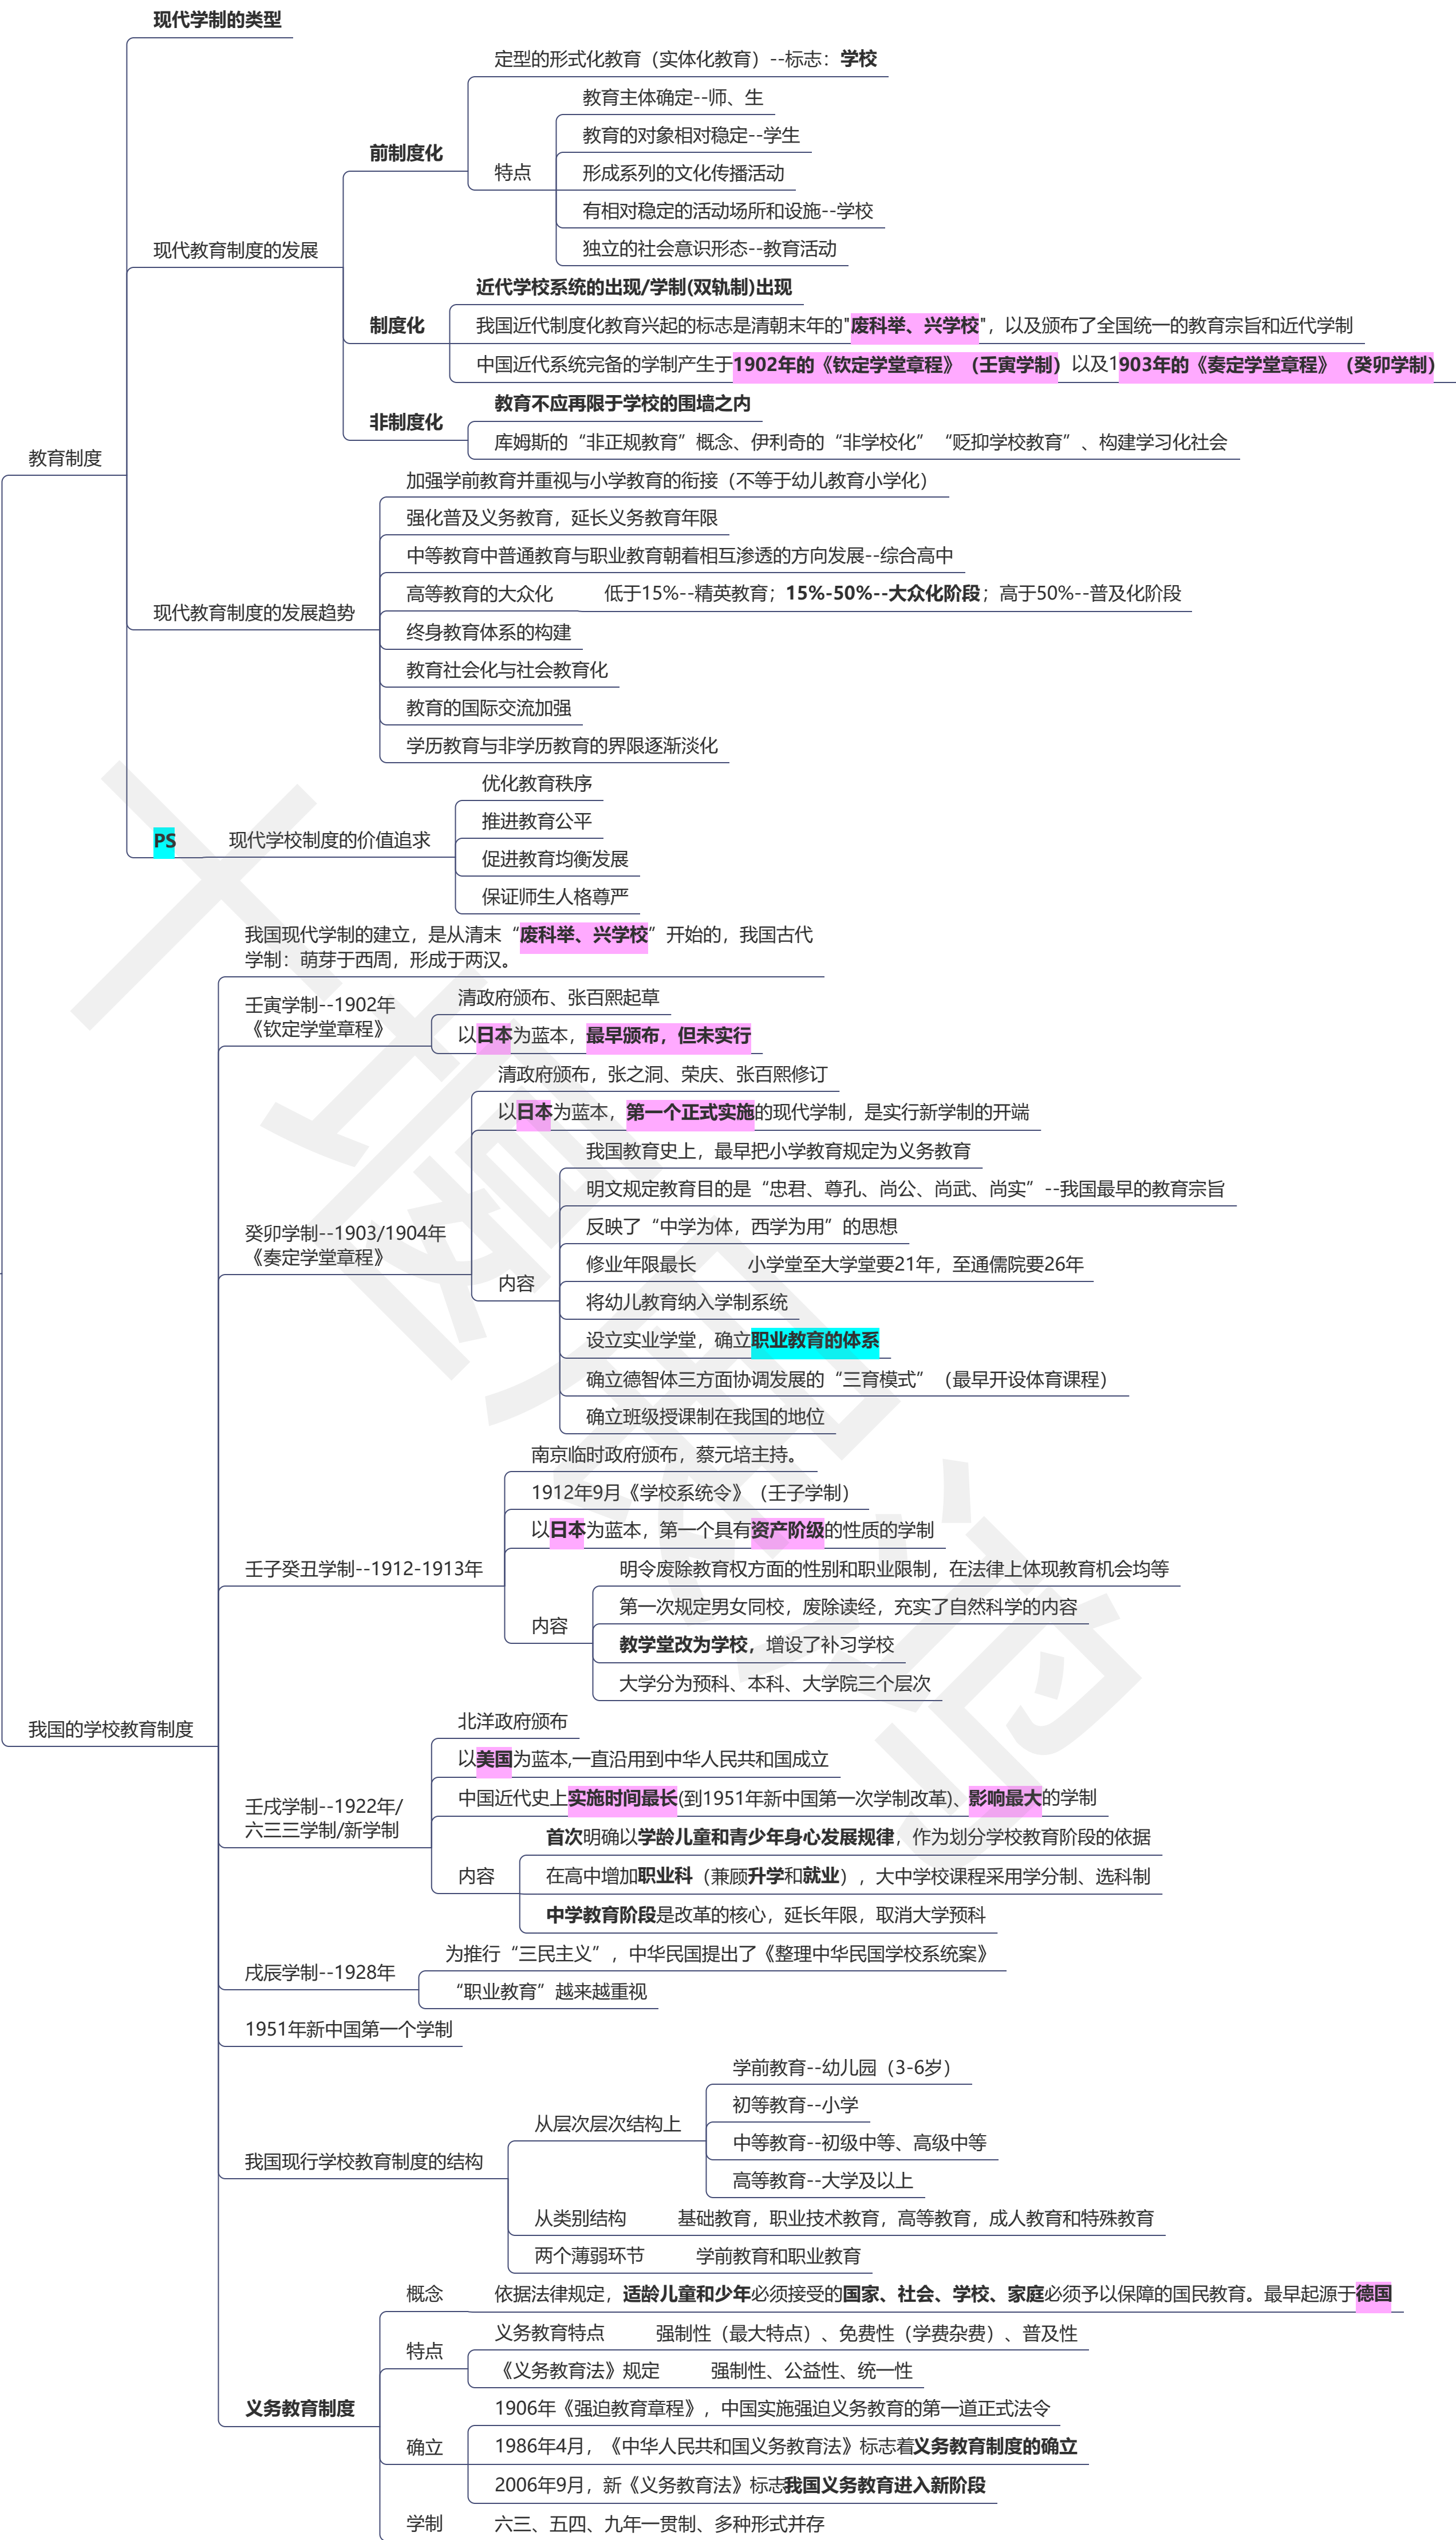 现代学制的类型
定型的形式化教育（实体化教育）--标志：学校
教育主体确定--师、生
教育的对象相对稳定--学生
前制度化
特点
形成系列的文化传播活动
有相对稳定的活动场所和设施--学校
独立的社会意识形态--教育活动
现代教育制度的发展
近代学校系统的出现/学制(双轨制)出现
制度化
我国近代制度化教育兴起的标志是清朝末年的"废科举、兴学校"，以及颁布了全国统一的教育宗旨和近代学制
中国近代系统完备的学制产生于1902年的《钦定学堂章程》（壬寅学制）以及1903年的《奏定学堂章程》（癸卯学制）
教育不应再限于学校的围墙之内
非制度化
库姆斯的“非正规教育”概念、伊利奇的“非学校化”“贬抑学校教育”、构建学习化社会
教育制度
加强学前教育并重视与小学教育的衔接（不等于幼儿教育小学化）
强化普及义务教育，延长义务教育年限
中等教育中普通教育与职业教育朝着相互渗透的方向发展--综合高中
高等教育的大众化 低于15%--精英教育；15%-50%--大众化阶段；高于50%--普及化阶段
现代教育制度的发展趋势
终身教育体系的构建
教育社会化与社会教育化
教育的国际交流加强
学历教育与非学历教育的界限逐渐淡化
优化教育秩序
推进教育公平
PS 现代学校制度的价值追求
促进教育均衡发展
保证师生人格尊严
我国现代学制的建立，是从清末“废科举、兴学校”开始的，我国古代
学制：萌芽于西周，形成于两汉。
壬寅学制--1902年
《钦定学堂章程》
清政府颁布、张百熙起草
以日本为蓝本，最早颁布，但未实行
清政府颁布，张之洞、荣庆、张百熙修订
以日本为蓝本，第一个正式实施的现代学制，是实行新学制的开端
癸卯学制--1903/1904年
《奏定学堂章程》
内容
我国教育史上，最早把小学教育规定为义务教育
明文规定教育目的是“忠君、尊孔、尚公、尚武、尚实”--我国最早的教育宗旨
反映了“中学为体，西学为用”的思想
修业年限最长 小学堂至大学堂要21年，至通儒院要26年
将幼儿教育纳入学制系统
设立实业学堂，确立职业教育的体系
确立德智体三方面协调发展的“三育模式”（最早开设体育课程）
确立班级授课制在我国的地位
南京临时政府颁布，蔡元培主持。
1912年9月《学校系统令》（壬子学制）
以日本为蓝本，第一个具有资产阶级的性质的学制
壬子癸丑学制--1912-1913年
内容
明令废除教育权方面的性别和职业限制，在法律上体现教育机会均等
第一次规定男女同校，废除读经，充实了自然科学的内容
教学堂改为学校，增设了补习学校
大学分为预科、本科、大学院三个层次
我国的学校教育制度
北洋政府颁布
以美国为蓝本,一直沿用到中华人民共和国成立
中国近代史上实施时间最长(到1951年新中国第一次学制改革)、影响最大的学制
壬戌学制--1922年/
六三三学制/新学制
内容
首次明确以学龄儿童和青少年身心发展规律，作为划分学校教育阶段的依据
在高中增加职业科（兼顾升学和就业），大中学校课程采用学分制、选科制
中学教育阶段是改革的核心，延长年限，取消大学预科
戌辰学制--1928年
为推行“三民主义”，中华民国提出了《整理中华民国学校系统案》
“职业教育”越来越重视
1951年新中国第一个学制
我国现行学校教育制度的结构
从层次层次结构上
学前教育--幼儿园（3-6岁）
初等教育--小学
中等教育--初级中等、高级中等
高等教育--大学及以上
从类别结构 基础教育，职业技术教育，高等教育，成人教育和特殊教育
两个薄弱环节 学前教育和职业教育
概念 依据法律规定，适龄儿童和少年必须接受的国家、社会、学校、家庭必须予以保障的国民教育。最早起源于德国
特点
义务教育特点 强制性（最大特点）、免费性（学费杂费）、普及性
《义务教育法》规定 强制性、公益性、统一性
义务教育制度
确立
1906年《强迫教育章程》，中国实施强迫义务教育的第一道正式法令
1986年4月，《中华人民共和国义务教育法》标志着义务教育制度的确立
2006年9月，新《义务教育法》标志我国义务教育进入新阶段
学制 六三、五四、九年一贯制、多种形式并存